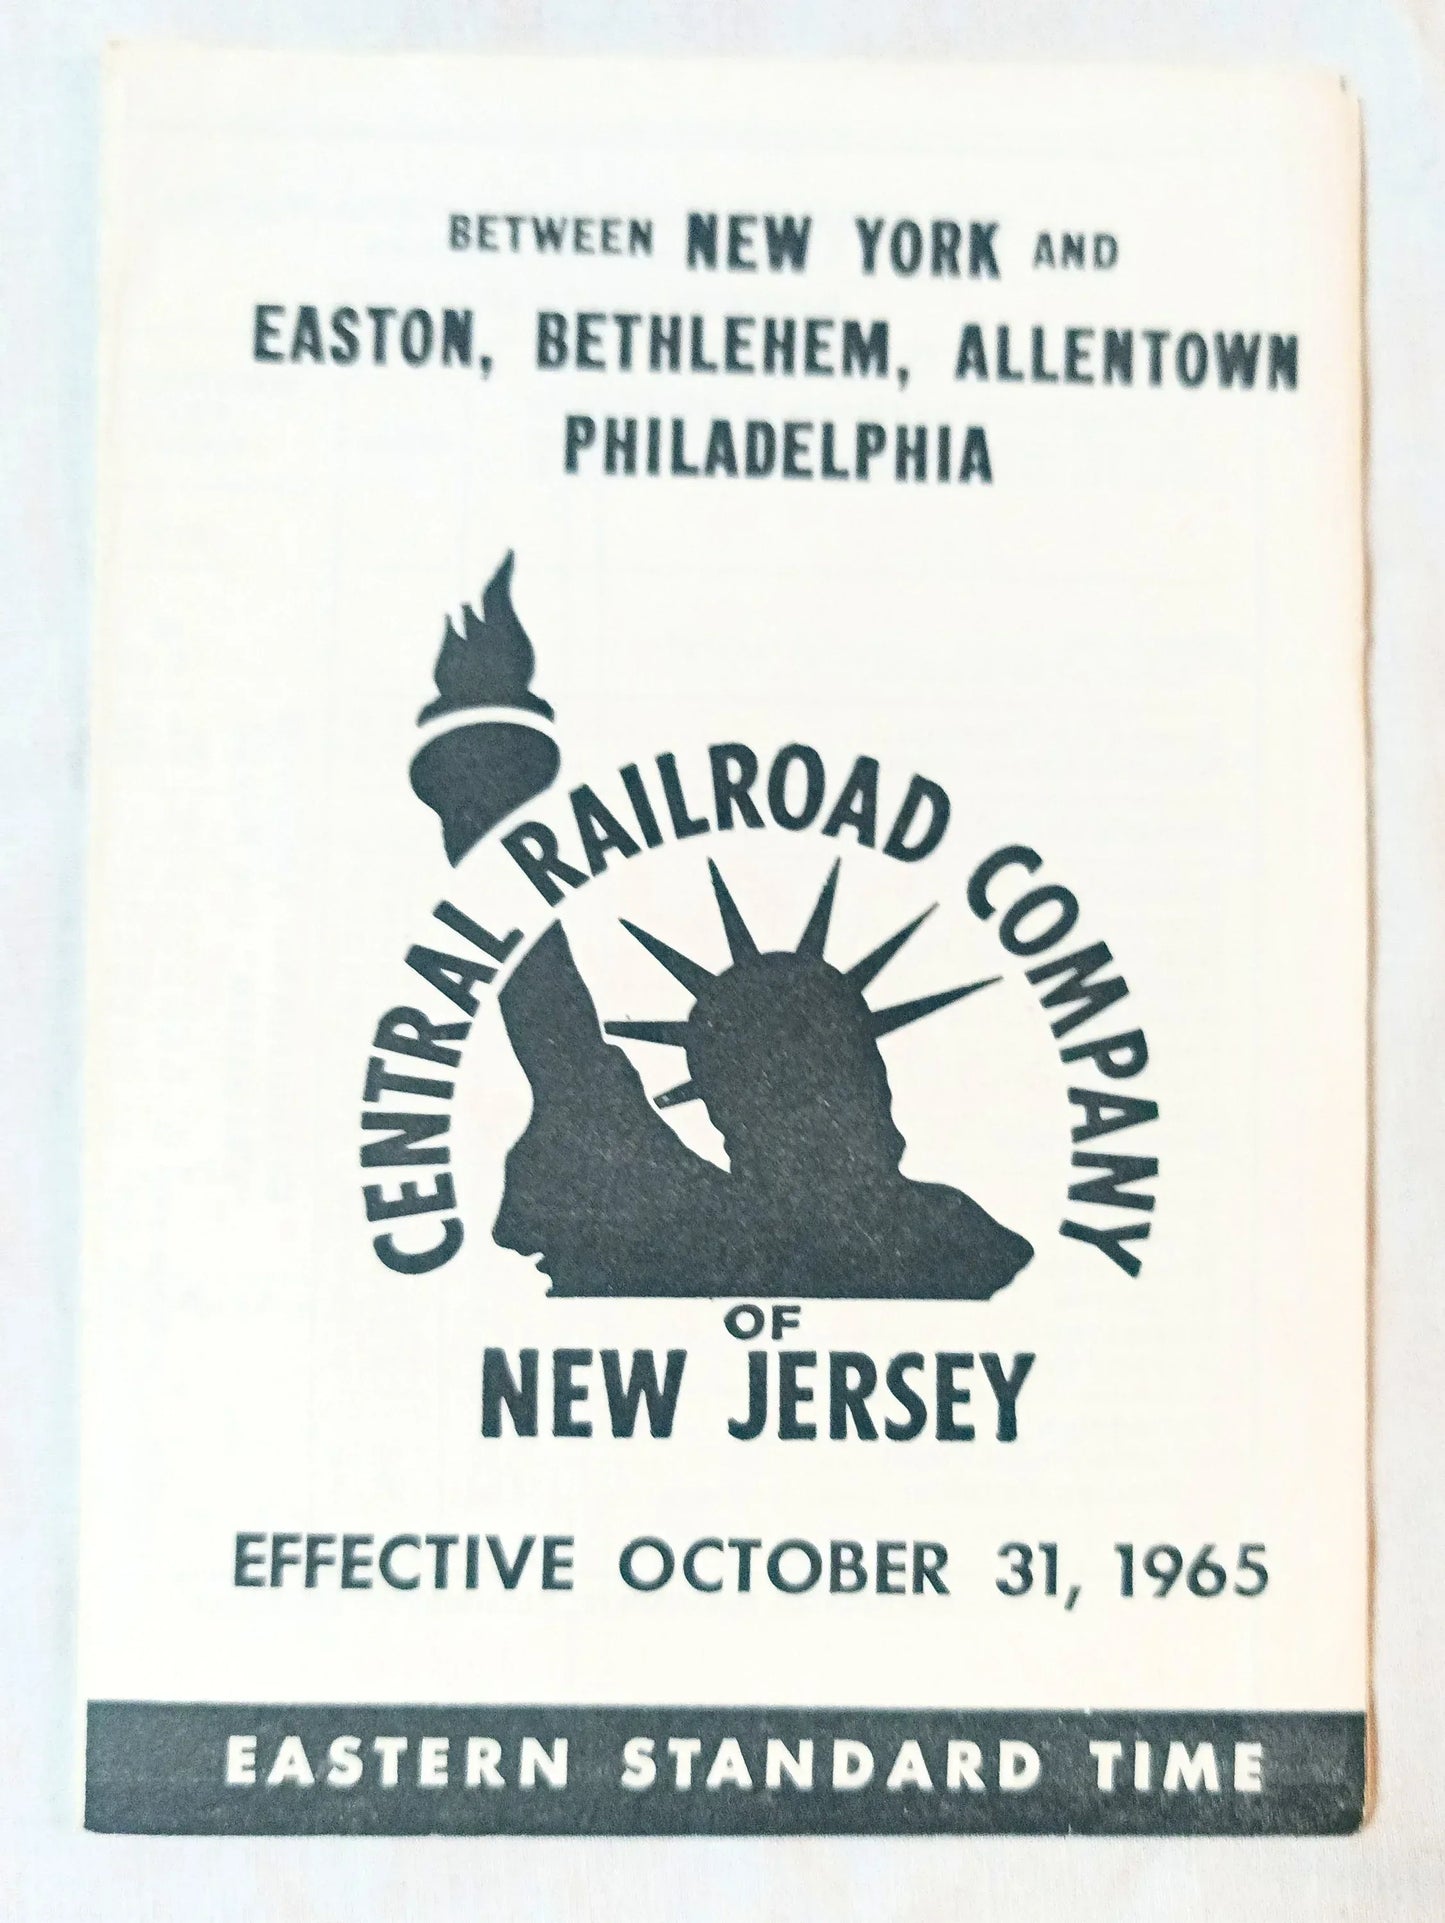 BETWEEN NEW YORK AND
EASTON, BETHLEHEM, ALLENTOWN
PHILADELPHIA
CENTRAL RAILROAD COMPANY
OF
NEW JERSEY
EFFECTIVE OCTOBER 31, 1965
EASTERN STANDARD TIME